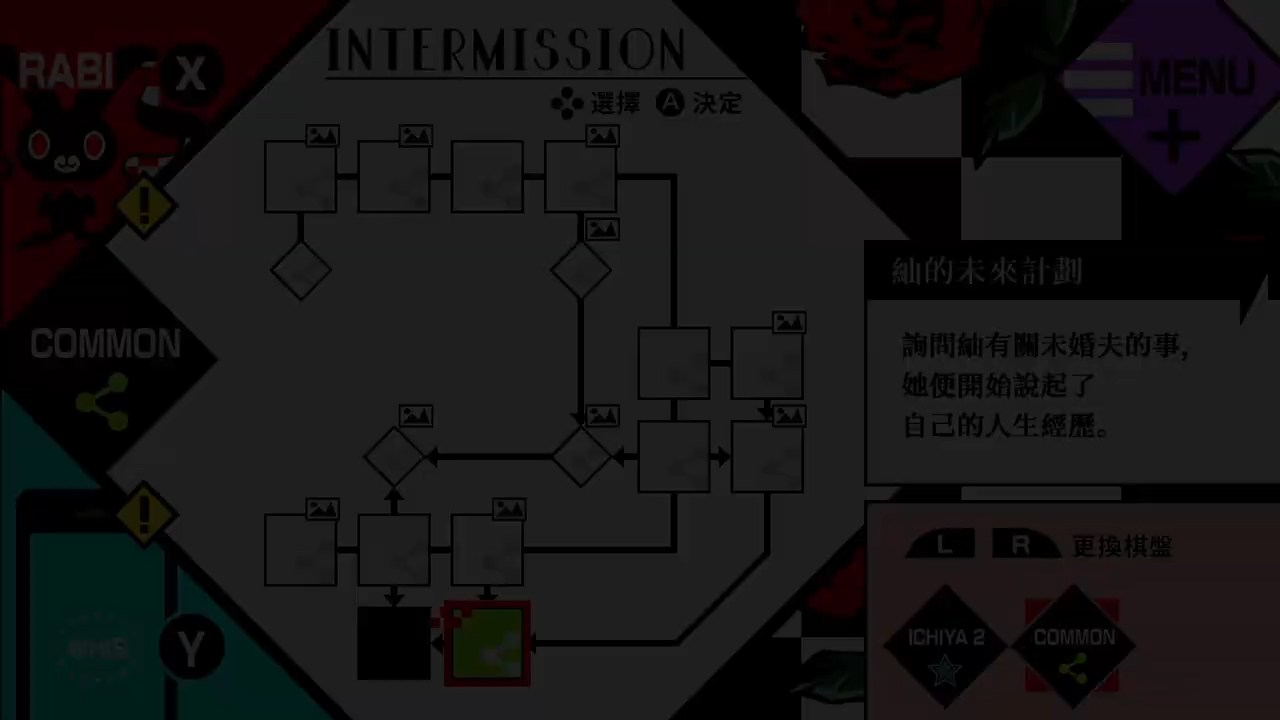 INTERMISSION
RABI
X
選擇
A
決定
MENU
COMMON
紬的未來計劃
詢問紬有關未婚夫的事,
她便開始說起了
自己的人生經歷。
L
R
更換棋盤
ICHIYA 2
COMMON
Y